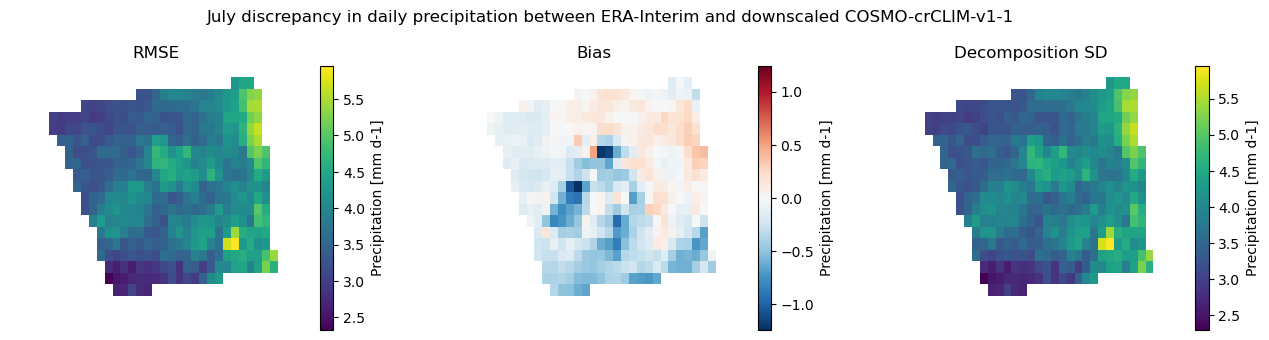 July discrepancy in daily precipitation between ERA-Interim and downscaled COSMO-crCLIM-v1-1
RMSE
5.5
5.0
4.5
4.0
3.5
3.0
2.5
Precipitation [mm d-1]
Bias
1.0
0.5
0.0
−0.5
−1.0
Precipitation [mm d-1]
Decomposition SD
5.5
5.0
4.5
4.0
3.5
3.0
2.5
Precipitation [mm d-1]